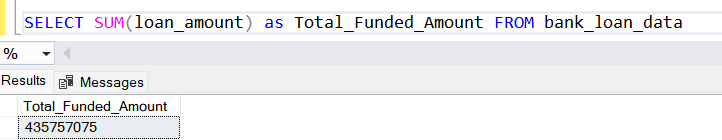 SELECT SUM(loan_amount) as Total_Funded_Amount FROM bank_loan_data
%
Results Messages
Total_Funded_Amount
435757075